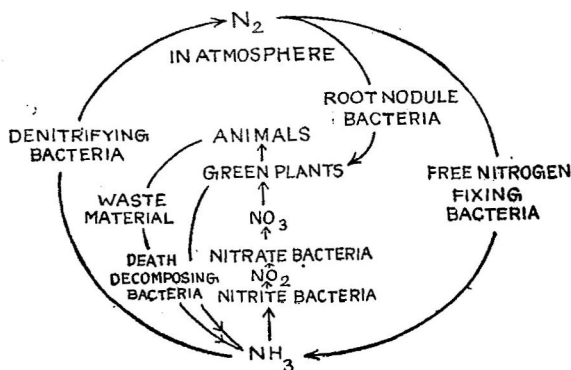 N2
IN ATMOSPHERE
ROOT NODULE
BACTERIA
DENITRIFYING
BACTERIA
ANIMALS
GREEN PLANTS
FREE NITROGEN
FIXING
BACTERIA
WASTE
MATERIAL
NO3
DEATH
DECOMPOSING
BACTERIA
NITRATE BACTERIA
NO2
NITRITE BACTERIA
NH3